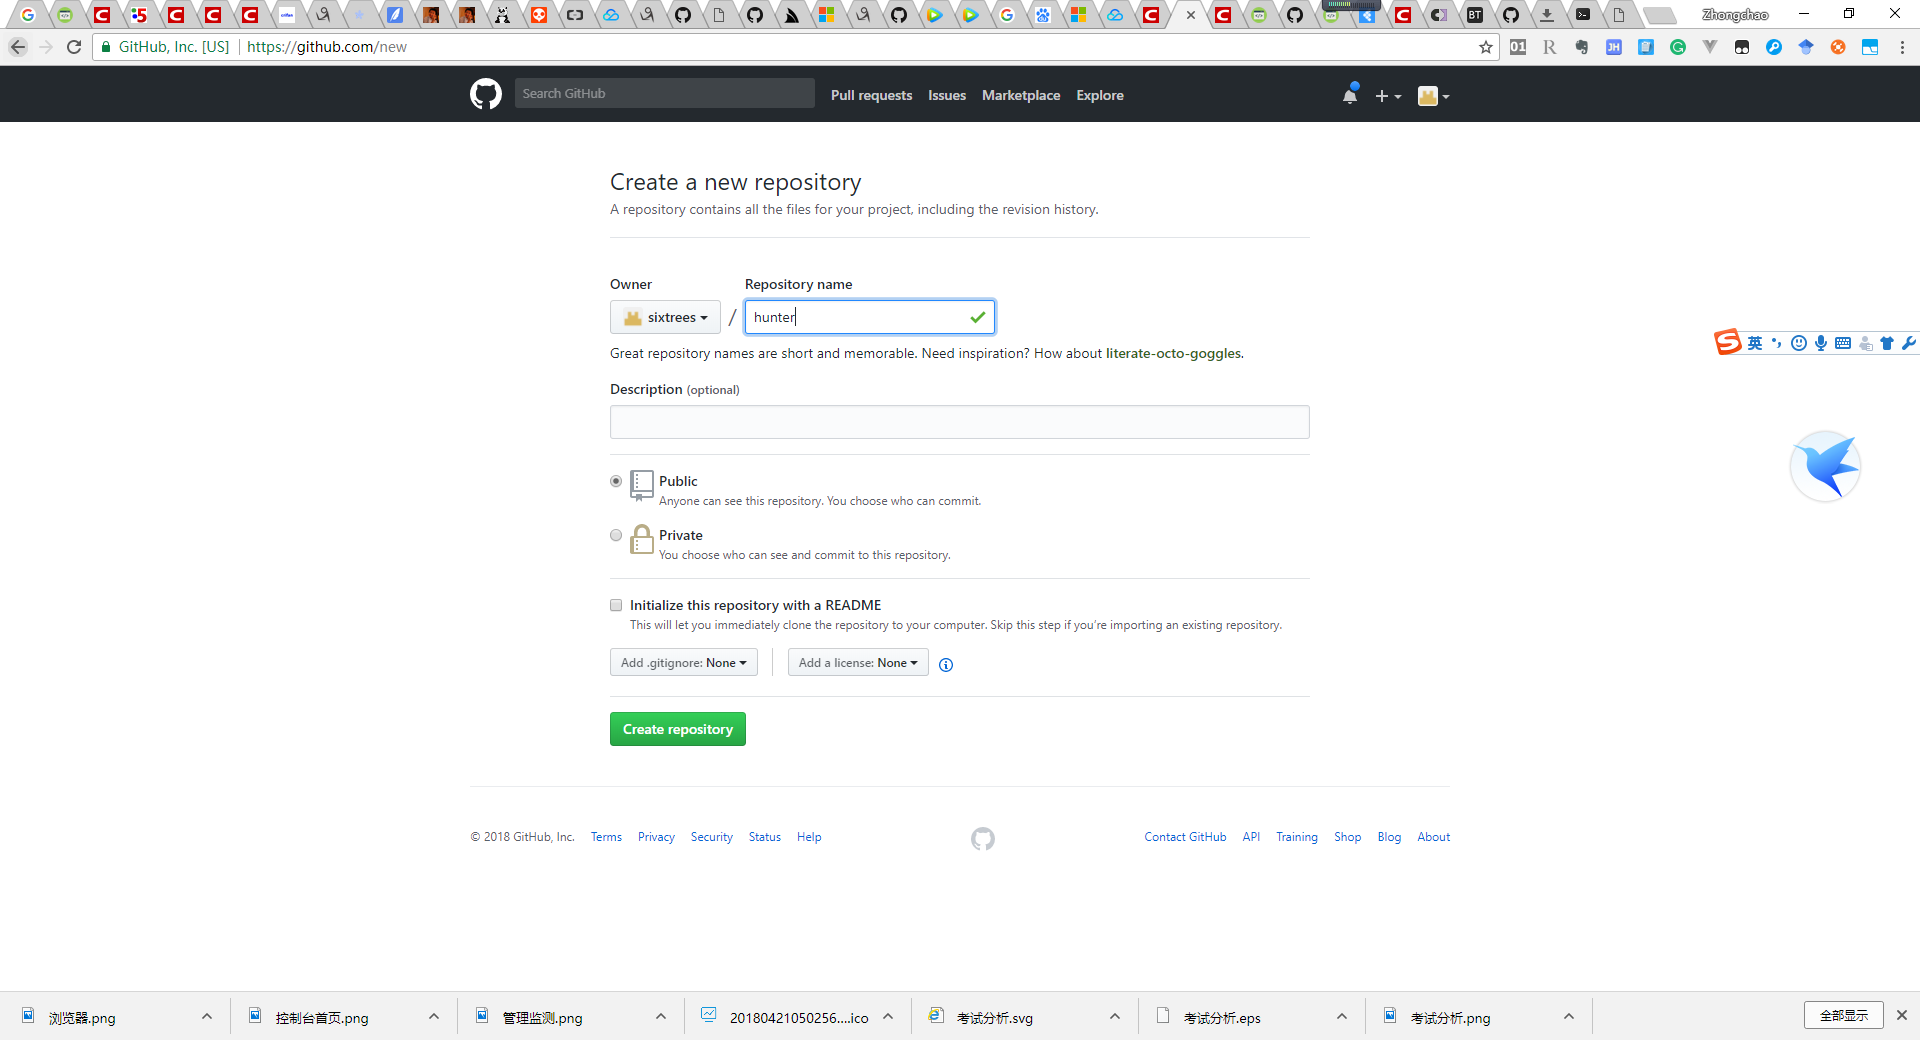 Zhongchao
GitHub, Inc. [US] https://github.com/new
Search GitHub
Pull requests Issues Marketplace Explore
Create a new repository
A repository contains all the files for your project, including the revision history.
Owner Repository name
sixtrees / hunter
Great repository names are short and memorable. Need inspiration? How about literate-octo-goggles.
Description (optional)
Public
Anyone can see this repository. You choose who can commit.
Private
You choose who can see and commit to this repository.
Initialize this repository with a README
This will let you immediately clone the repository to your computer. Skip this step if you're importing an existing repository.
Add .gitignore: None Add a license: None
Create repository
英
© 2018 GitHub, Inc. Terms Privacy Security Status Help Contact GitHub API Training Shop Blog About
浏览器.png 控制台首页.png 管理监测.png 20180421050256....ico 考试分析.svg 考试分析.eps 考试分析.png 全部显示